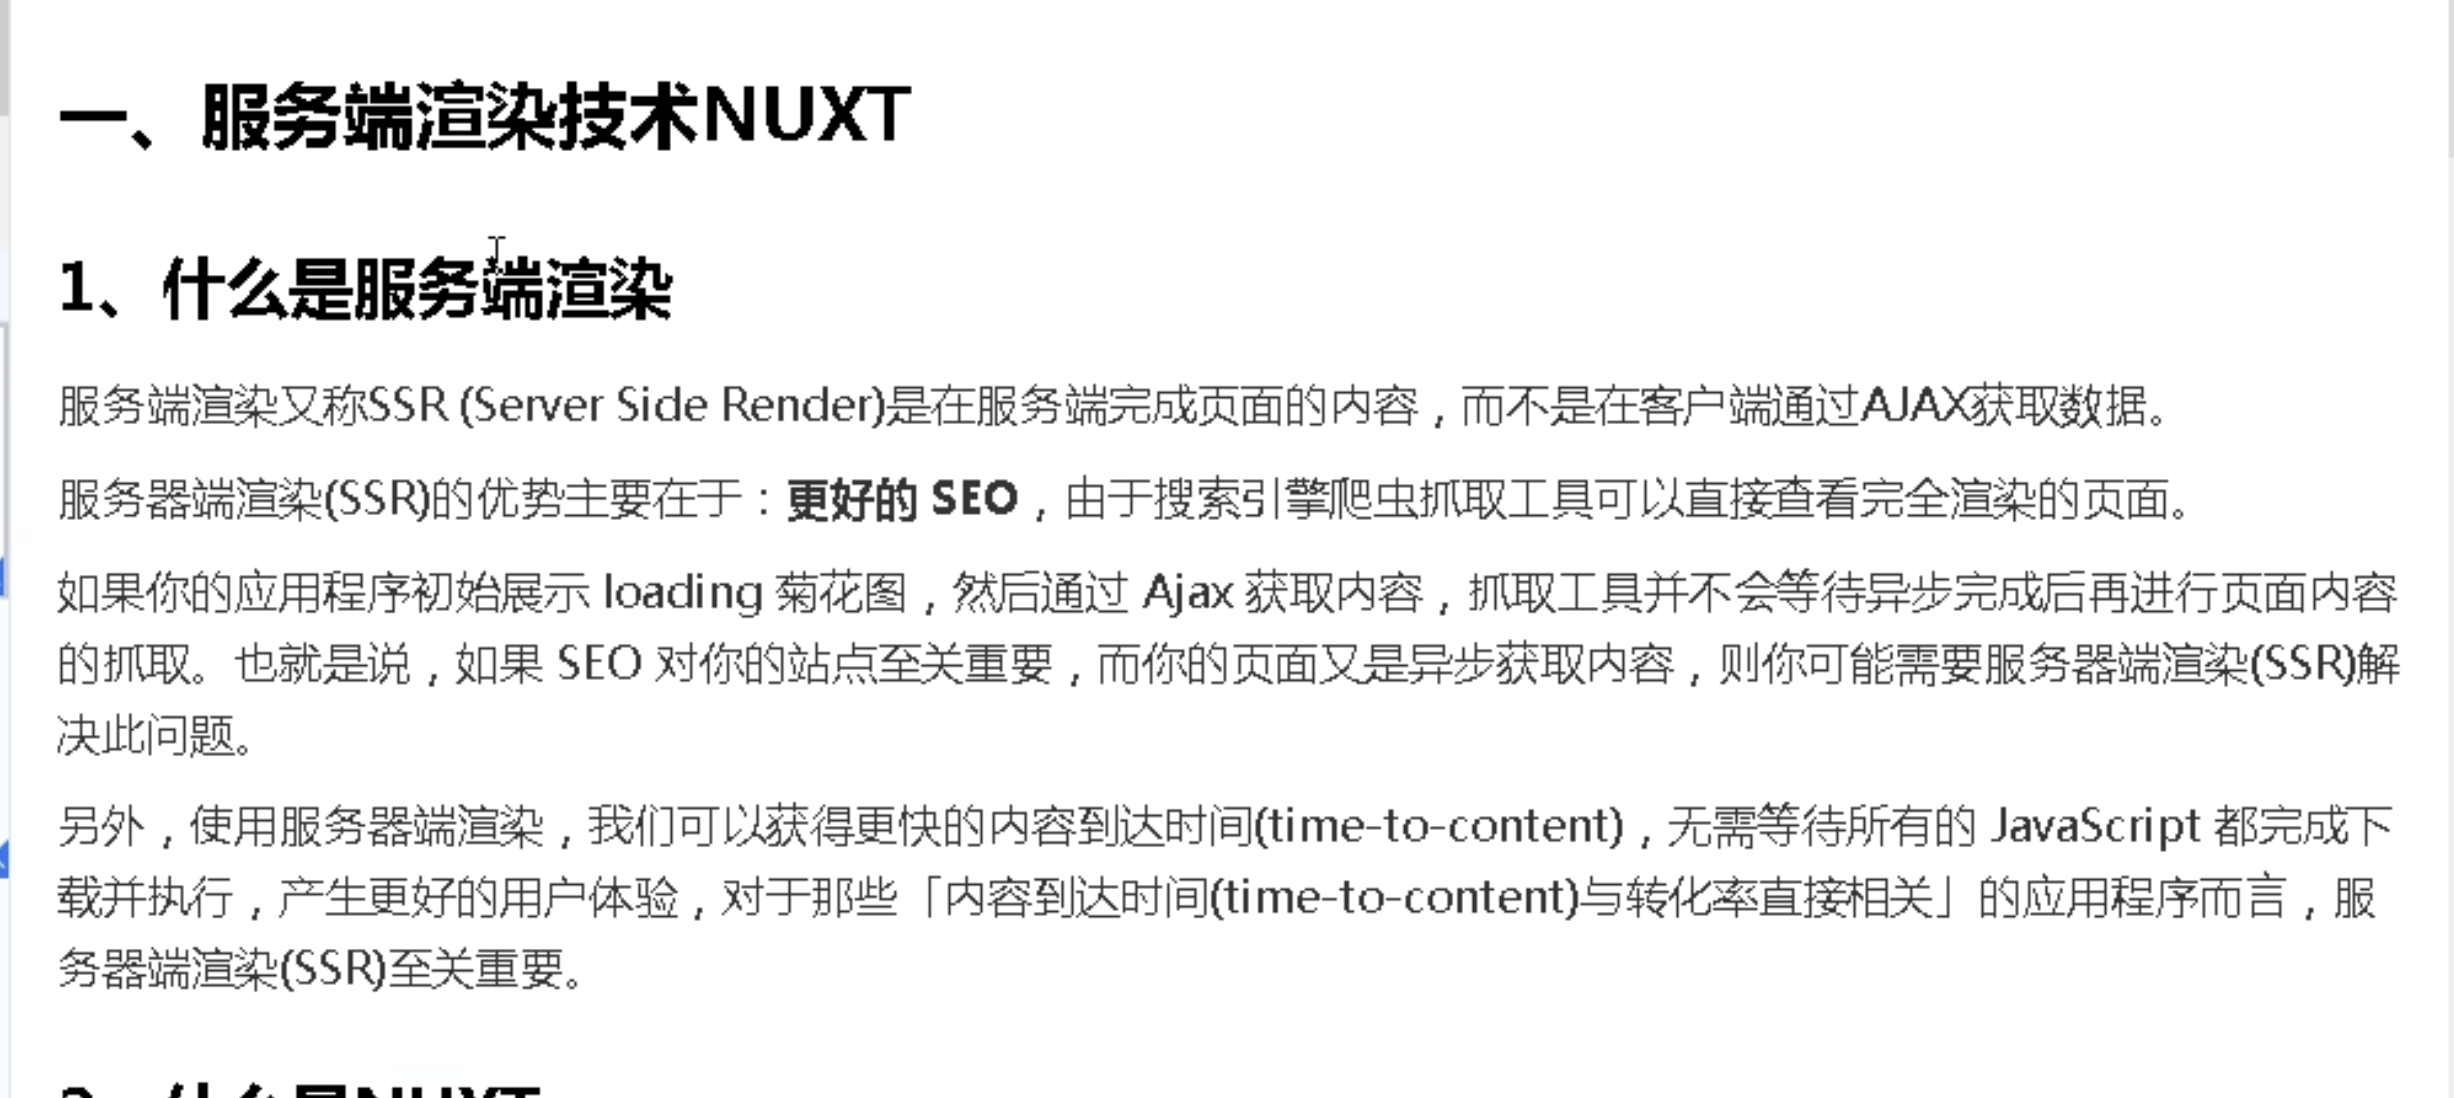 一、服务端渲染技术NUXT
1、什么是服务端渲染
服务端渲染又称SSR (Server Side Render)是在服务端完成页面的内容，而不是在客户端通过AJAX获取数据。
服务器端渲染(SSR)的优势主要在于：更好的 SEO，由于搜索引擎爬虫抓取工具可以直接查看完全渲染的页面。
如果你的应用程序初始展示 loading 菊花图，然后通过 Ajax 获取内容，抓取工具并不会等待异步完成后再进行页面内容
的抓取。也就是说，如果 SEO 对你的站点至关重要，而你的页面又是异步获取内容，则你可能需要服务器端渲染(SSR)解
决此问题。
另外，使用服务器端渲染，我们可以获得更快的内容到达时间(time-to-content)，无需等待所有的 JavaScript 都完成下
载并执行，产生更好的用户体验，对于那些「内容到达时间(time-to-content)与转化率直接相关」的应用程序而言，服
务器端渲染(SSR)至关重要。
2、什么是NUXT